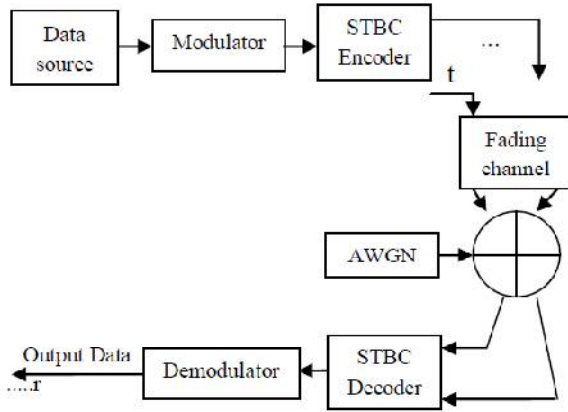 Data
source
Modulator
STBC
Encoder
...
t
Fading
channel
AWGN
STBC
Decoder
Demodulator
Output Data
.....r